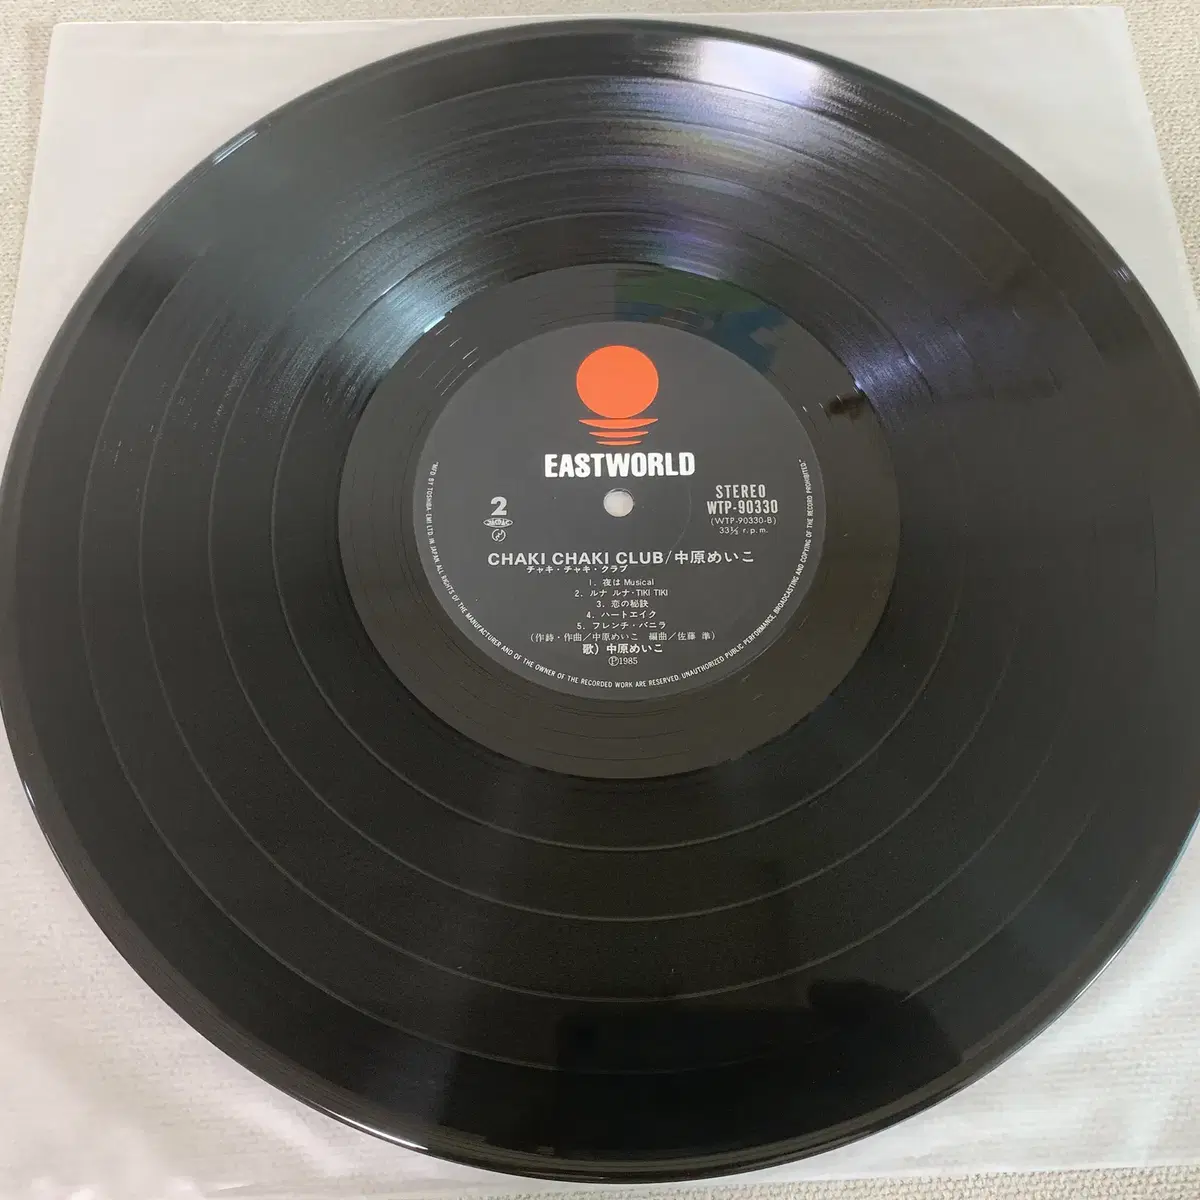 EASTWORLD
2
STEREO
WTP-90330
(WTP-90330-B)
33⅓ r.p.m.
CHAKI CHAKI CLUB/中原めいこ
チャキ・チャキ・クラブ
1. 夜は Musical
2. ルナ ルナ・TIKI TIKI
3. 恋の秘訣
4. ハートエイク
5. フレンチ・バニラ
(作詩・作曲/中原めいこ 編曲/佐藤 準)
歌) 中原めいこ
Ⓟ1985
"MF'D BY TOSHIBA EMI LTD. IN JAPAN ALL RIGHTS OF THE MANUFACTURER AND OF THE OWNER OF THE RECORDED WORK ARE RESERVED. UNAUTHORIZED PUBLIC PERFORMANCE, BROADCASTING AND COPYING OF THE RECORD PROHIBITED."